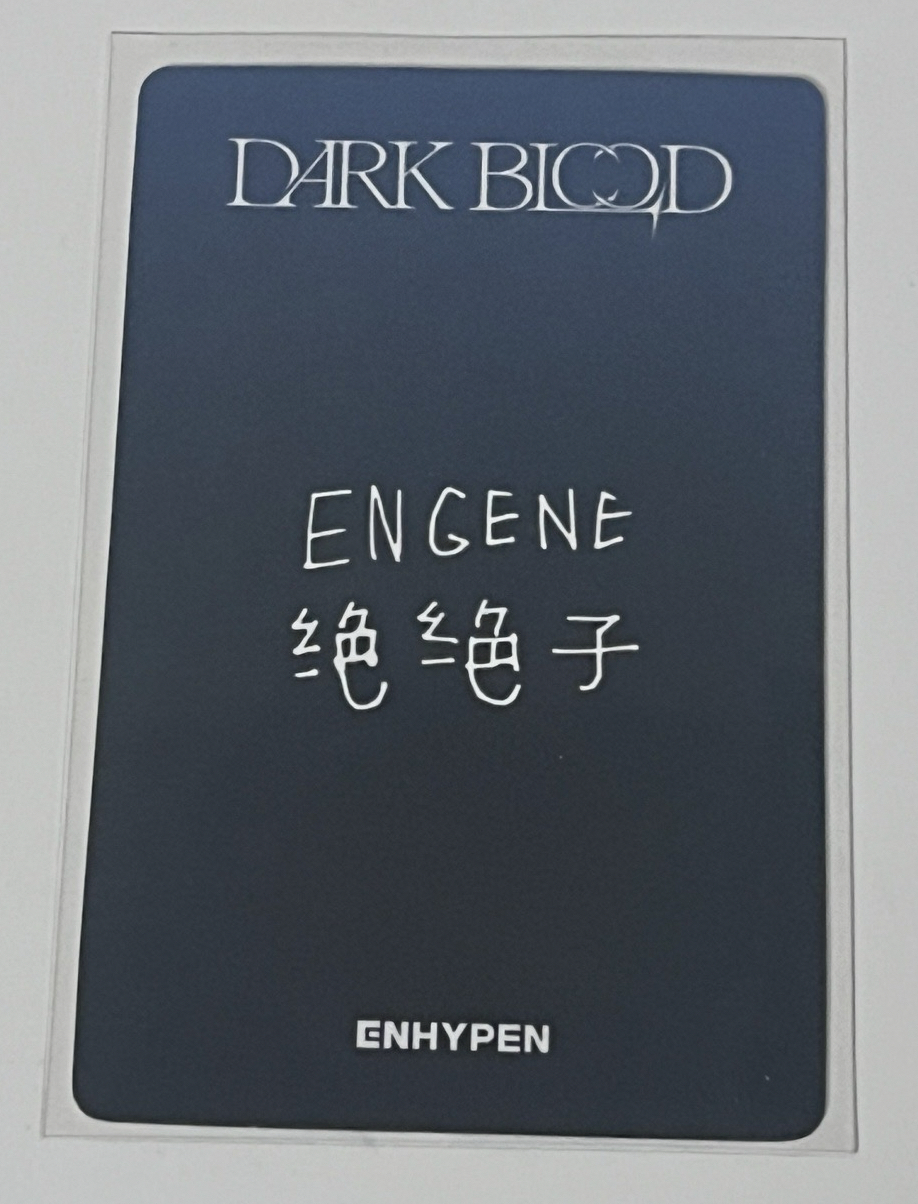 DARK BLOOD
ENGENE
绝绝子
ENHYPEN